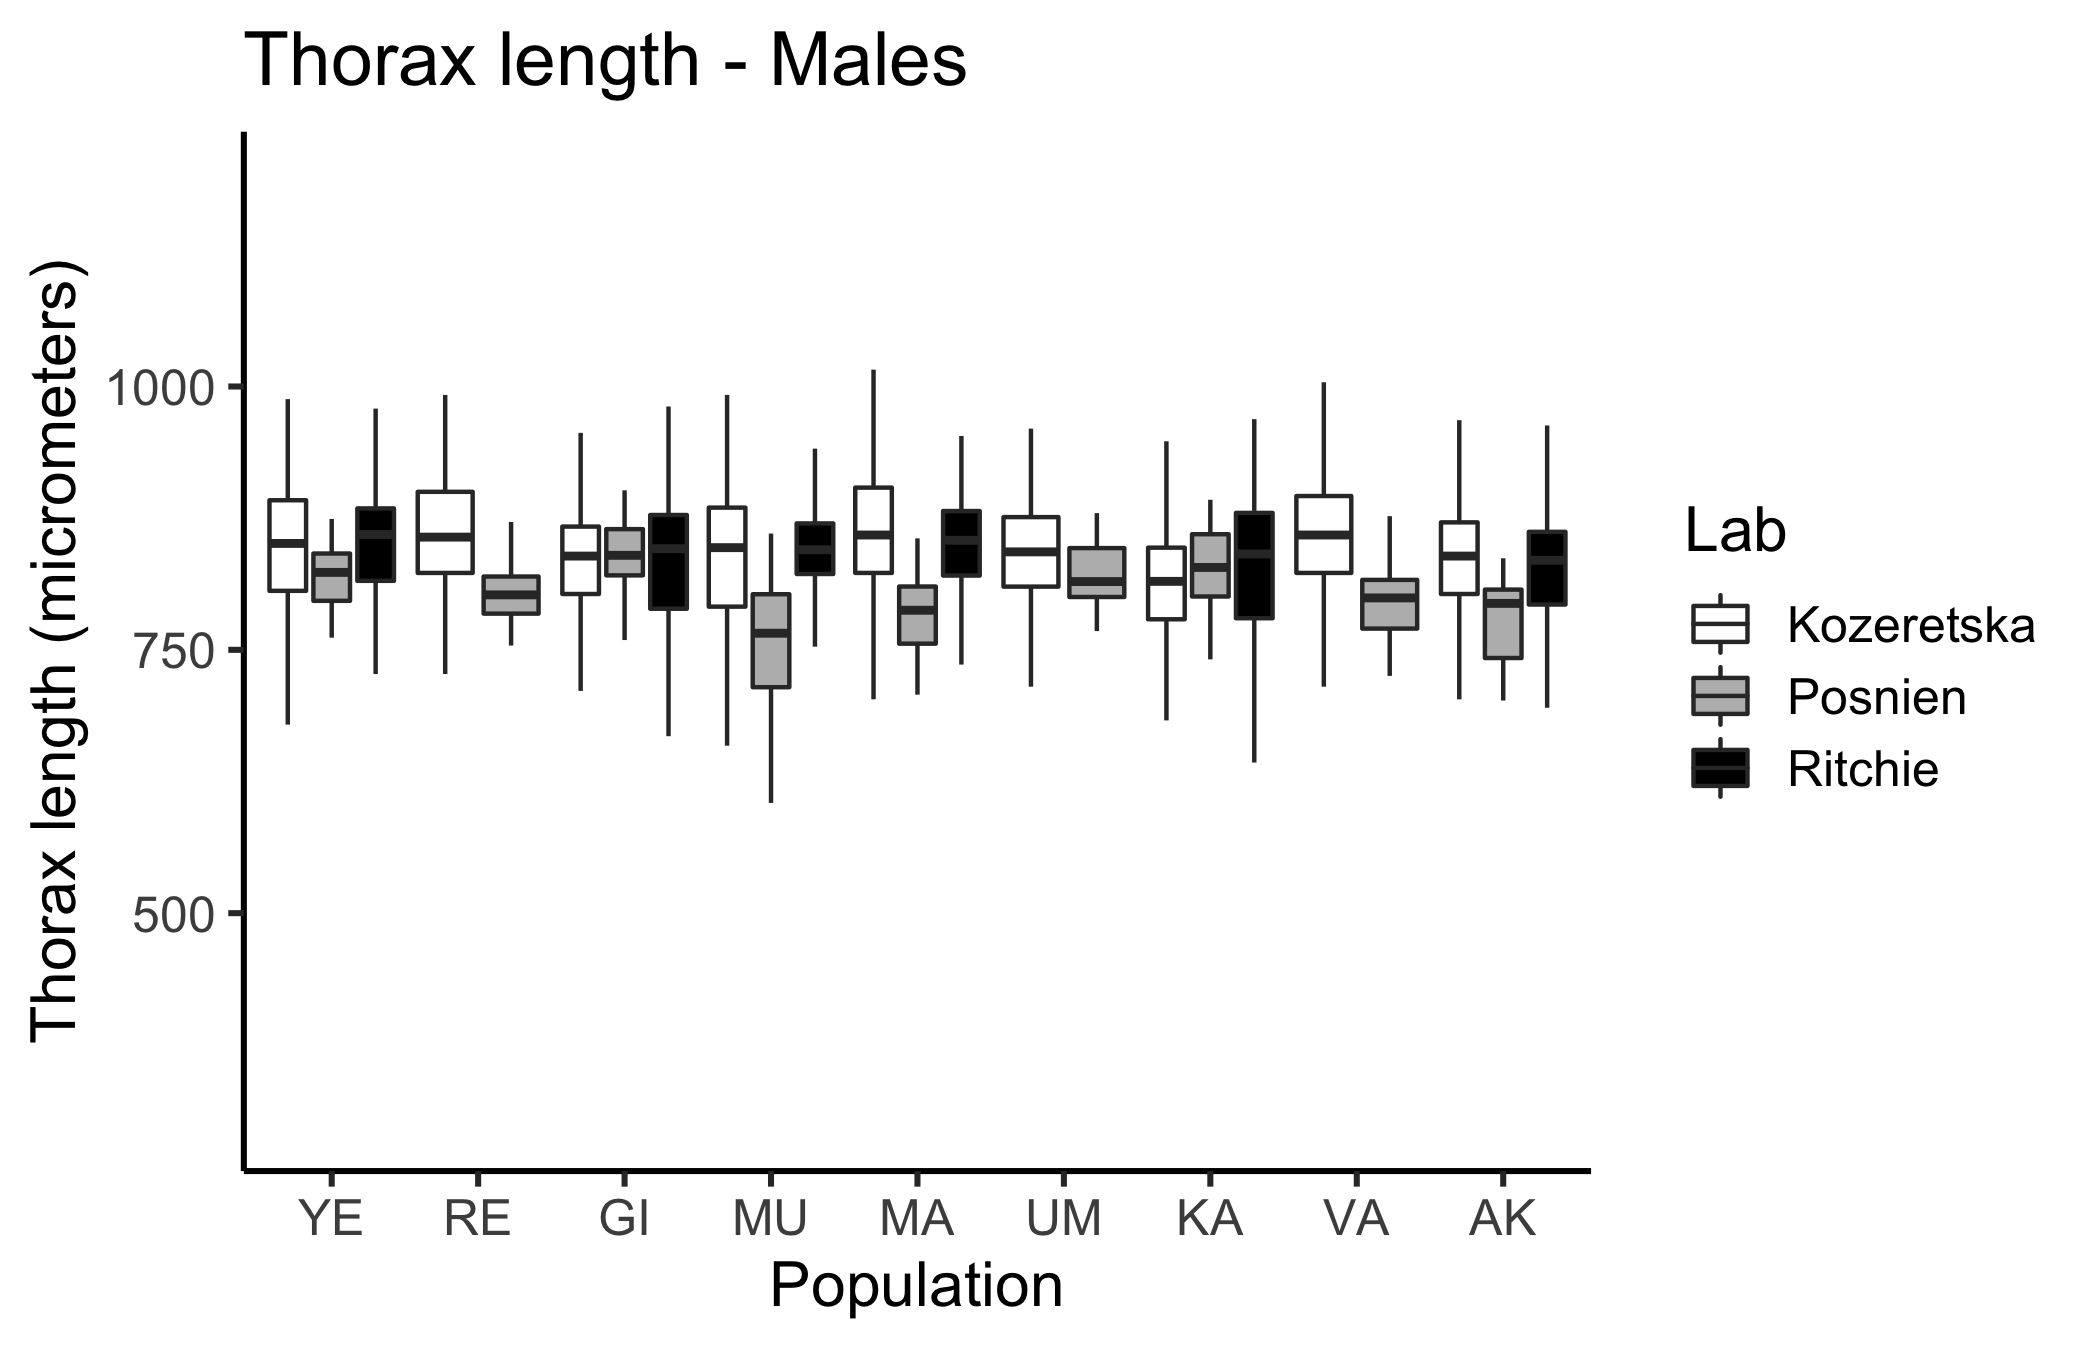 Thorax length - Males
Thorax length (micrometers)
1000
750
500
YE RE GI MU MA UM KA VA AK
Population
Lab
Kozeretska
Posnien
Ritchie